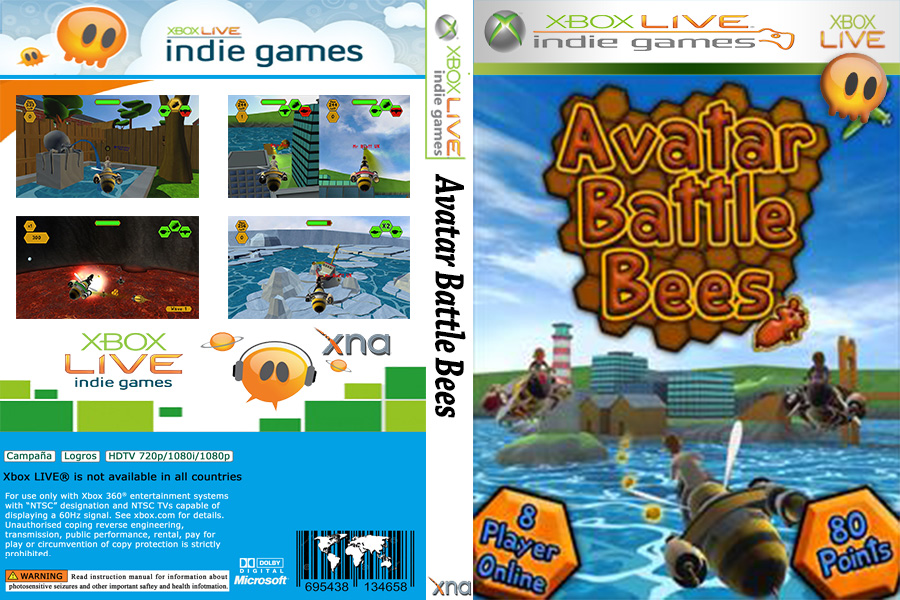 XBOX LIVE
indie games
XBOX LIVE
indie games
Campaña
Logros
HDTV 720p/1080i/1080p
Xbox LIVE® is not available in all countries
For use only with Xbox 360® entertainment systems
with “NTSC” designation and NTSC TVs capable of
displaying a 60Hz signal. See xbox.com for details.
Unauthorised coping reverse engineering,
transmission, public performance, rental, pay for
play or circumvention of copy protection is strictly
prohibited.
WARNING Read instruction manual for information about
photosensitive seizures and other important saftey and health infotmation.
DOLBY
DIGITAL
Microsoft
695438 134658
xna
XBOX LIVE
indie games
Avatar Battle Bees
xna
XBOX LIVE
indie games
XBOX
LIVE
Avatar
Battle
Bees
8
Player
Online
80
Points